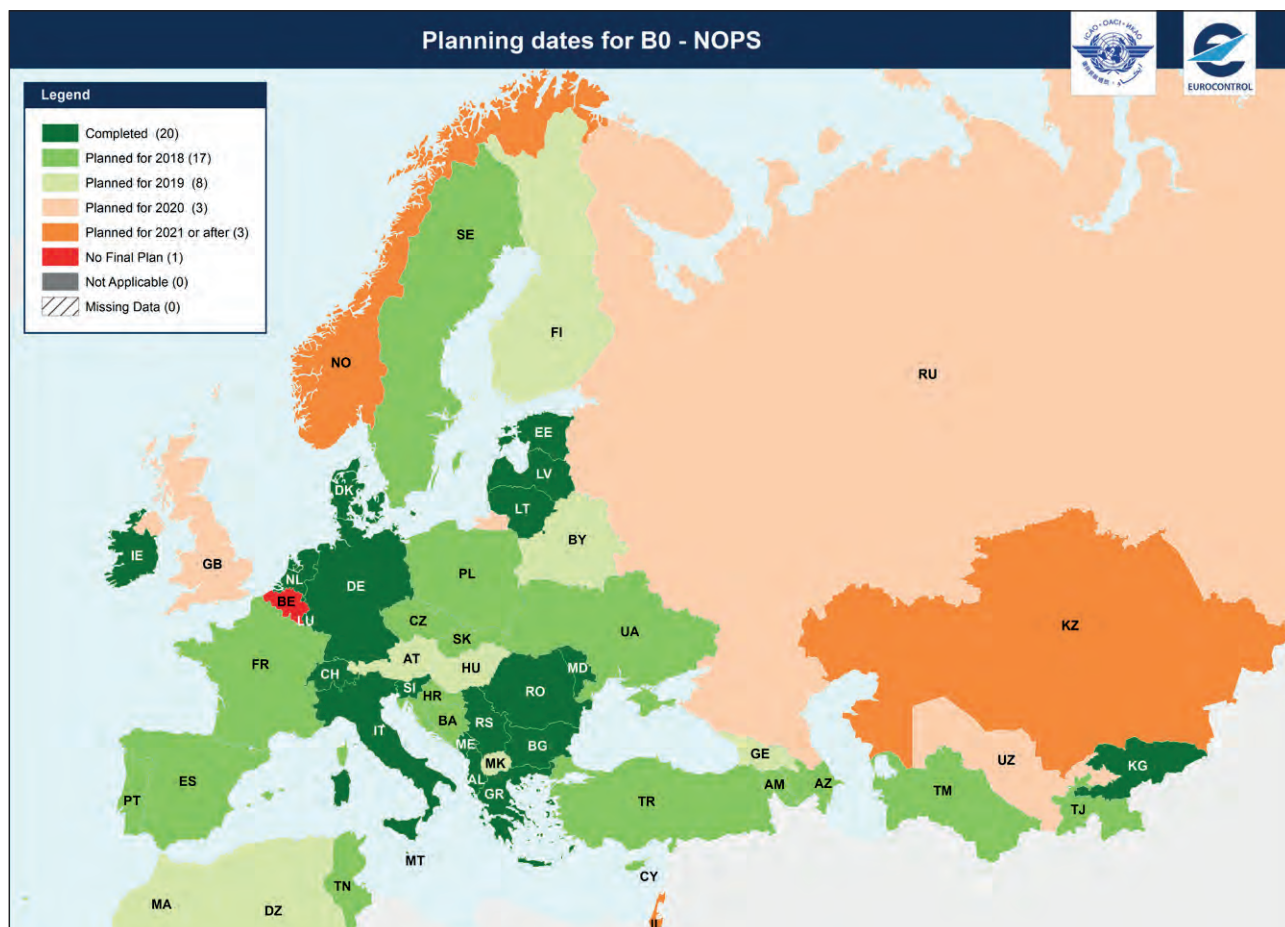 Planning dates for B0 - NOPS
ICAO · OACI · ИКАО
EUROCONTROL
Legend
Completed (20)
Planned for 2018 (17)
Planned for 2019 (8)
Planned for 2020 (3)
Planned for 2021 or after (3)
No Final Plan (1)
Not Applicable (0)
Missing Data (0)
SE
FI
NO
RU
EE
LV
DK
LT
IE
BY
GB
NL
DE
PL
BE
LU
CZ
UA
KZ
SK
FR
AT
HU
MD
CH
SI
RO
HR
IT
BA
RS
ME
BG
GE
MK
UZ
KG
ES
AL
AM
AZ
TM
PT
GR
TR
TJ
MT
CY
TN
MA
DZ
IL